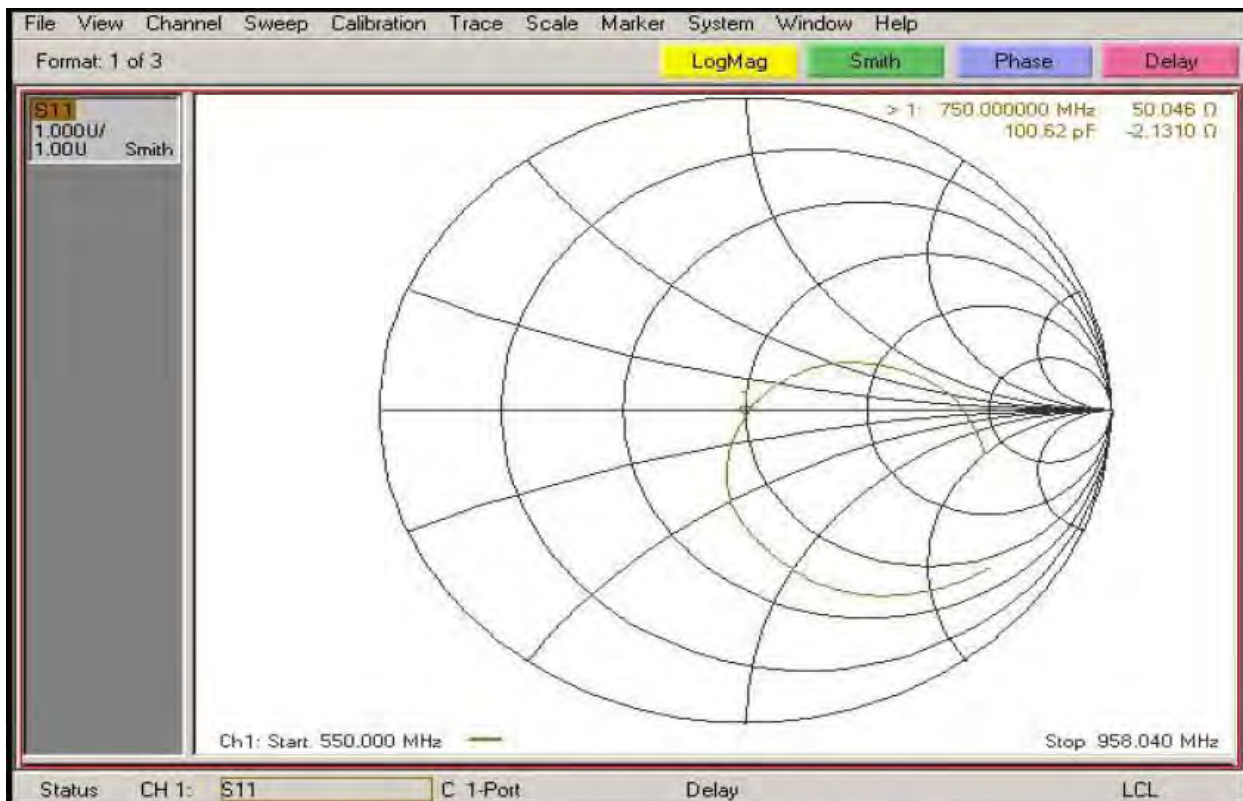 File View Channel Sweep Calibration Trace Scale Marker System Window Help
Format: 1 of 3 LogMag Smith Phase Delay
S11
1.000U/
1.00U Smith
> 1: 750.000000 MHz 50.046 Ω
100.62 pF -2.1310 Ω
Ch1: Start 550.000 MHz Stop 958.040 MHz
Status CH 1: S11 C 1-Port Delay LCL